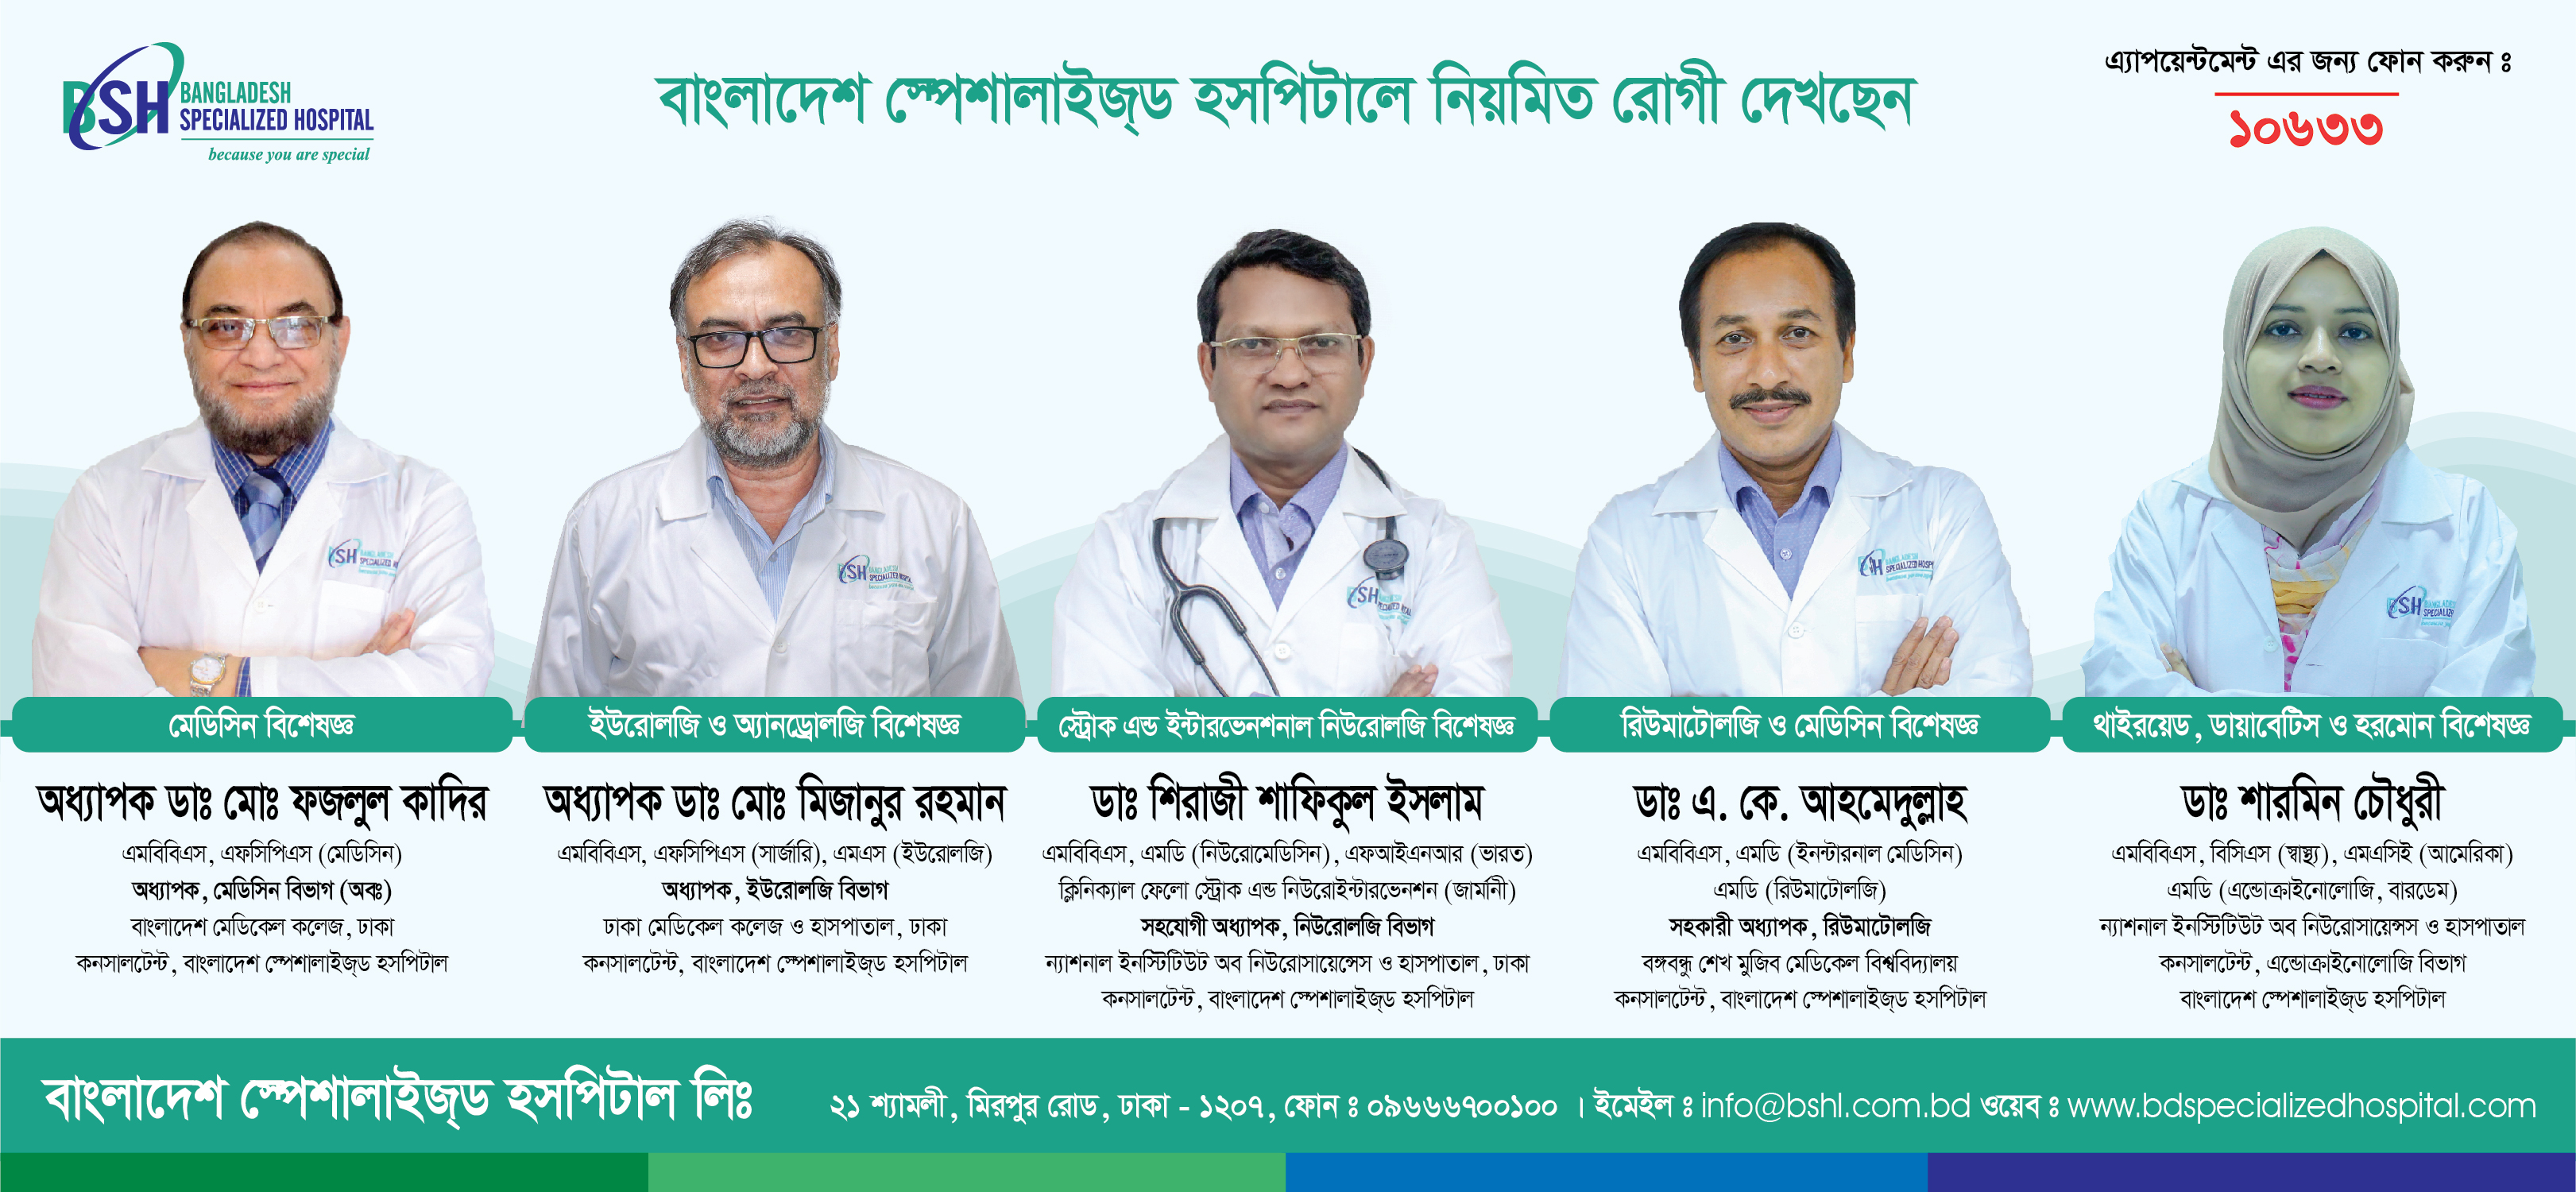 BSH BANGLADESH
SPECIALIZED HOSPITAL
because you are special
বাংলাদেশ স্পেশালাইজ্‌ড হসপিটালে নিয়মিত রোগী দেখছেন
এ্যাপয়েন্টমেন্ট এর জন্য ফোন করুন ঃ
১০৬৩৩
মেডিসিন বিশেষজ্ঞ
অধ্যাপক ডাঃ মোঃ ফজলুল কাদির
এমবিবিএস, এফসিপিএস (মেডিসিন)
অধ্যাপক, মেডিসিন বিভাগ (অবঃ)
বাংলাদেশ মেডিকেল কলেজ, ঢাকা
কনসালটেন্ট, বাংলাদেশ স্পেশালাইজ্‌ড হসপিটাল
ইউরোলজি ও অ্যানড্রোলজি বিশেষজ্ঞ
অধ্যাপক ডাঃ মোঃ মিজানুর রহমান
এমবিবিএস, এফসিপিএস (সার্জারি), এমএস (ইউরোলজি)
অধ্যাপক, ইউরোলজি বিভাগ
ঢাকা মেডিকেল কলেজ ও হাসপাতাল, ঢাকা
কনসালটেন্ট, বাংলাদেশ স্পেশালাইজ্‌ড হসপিটাল
স্ট্রোক এন্ড ইন্টারভেনশনাল নিউরোলজি বিশেষজ্ঞ
ডাঃ শিরাজী শাফিকুল ইসলাম
এমবিবিএস, এমডি (নিউরোমেডিসিন), এফআইএনআর (ভারত)
ক্লিনিক্যাল ফেলো স্ট্রোক এন্ড নিউরোইন্টারভেনশন (জার্মানী)
সহযোগী অধ্যাপক, নিউরোলজি বিভাগ
ন্যাশনাল ইনস্টিটিউট অব নিউরোসায়েন্সেস ও হাসপাতাল, ঢাকা
কনসালটেন্ট, বাংলাদেশ স্পেশালাইজ্‌ড হসপিটাল
রিউমাটোলজি ও মেডিসিন বিশেষজ্ঞ
ডাঃ এ. কে. আহমেদুল্লাহ
এমবিবিএস, এমডি (ইনন্টারনাল মেডিসিন)
এমডি (রিউমাটোলজি)
সহকারী অধ্যাপক, রিউমাটোলজি
বঙ্গবন্ধু শেখ মুজিব মেডিকেল বিশ্ববিদ্যালয়
কনসালটেন্ট, বাংলাদেশ স্পেশালাইজ্‌ড হসপিটাল
থাইরয়েড, ডায়াবেটিস ও হরমোন বিশেষজ্ঞ
ডাঃ শারমিন চৌধুরী
এমবিবিএস, বিসিএস (স্বাস্থ্য), এমএসিই (আমেরিকা)
এমডি (এন্ডোক্রাইনোলোজি, বারডেম)
ন্যাশনাল ইনস্টিটিউট অব নিউরোসায়েন্সস ও হাসপাতাল
কনসালটেন্ট, এন্ডোক্রাইনোলোজি বিভাগ
বাংলাদেশ স্পেশালাইজ্‌ড হসপিটাল
বাংলাদেশ স্পেশালাইজ্‌ড হসপিটাল লিঃ
২১ শ্যামলী, মিরপুর রোড, ঢাকা - ১২০৭, ফোন ঃ ০৯৬৬৬৭০০১০০ । ইমেইল ঃ info@bshl.com.bd ওয়েব ঃ www.bdspecializedhospital.com